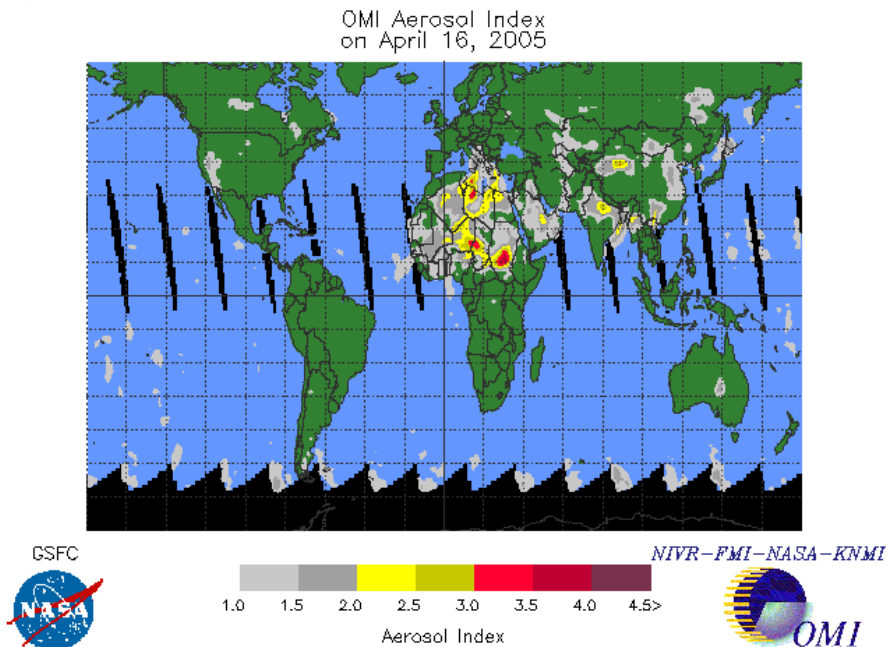 OMI Aerosol Index
on April 16, 2005
GSFC
NIVR-FMI-NASA-KNMI
NASA
1.0 1.5 2.0 2.5 3.0 3.5 4.0 4.5>
Aerosol Index
OMI